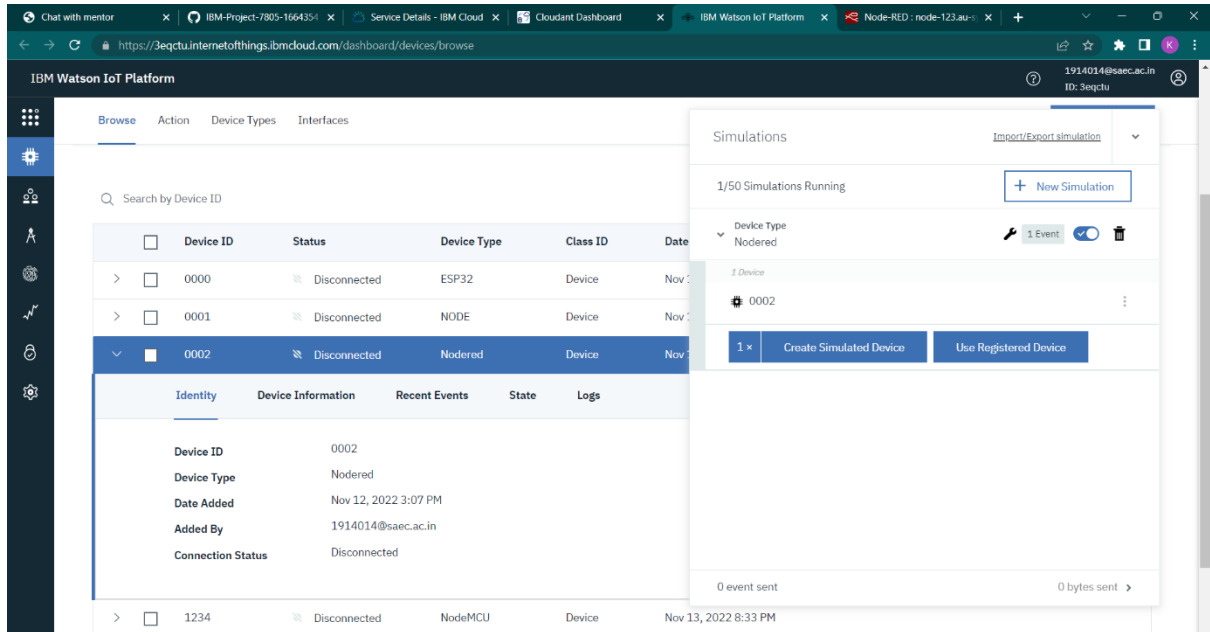 Chat with mentor
IBM-Project-7805-1664354
Service Details - IBM Cloud
Cloudant Dashboard
IBM Watson IoT Platform
Node-RED : node-123.au-s
https://3eqctu.internetofthings.ibmcloud.com/dashboard/devices/browse
K
IBM Watson IoT Platform
1914014@saec.ac.in
ID: 3eqctu
Browse Action Device Types Interfaces
Search by Device ID
Device ID Status Device Type Class ID Date
0000 Disconnected ESP32 Device Nov 1
0001 Disconnected NODE Device Nov 1
0002 Disconnected Nodered Device Nov 1
Identity Device Information Recent Events State Logs
Device ID 0002
Device Type Nodered
Date Added Nov 12, 2022 3:07 PM
Added By 1914014@saec.ac.in
Connection Status Disconnected
1234 Disconnected NodeMCU Device Nov 13, 2022 8:33 PM
Simulations Import/Export simulation
1/50 Simulations Running + New Simulation
Device Type
Nodered 1 Event
1 Device
0002
1 × Create Simulated Device Use Registered Device
0 event sent 0 bytes sent